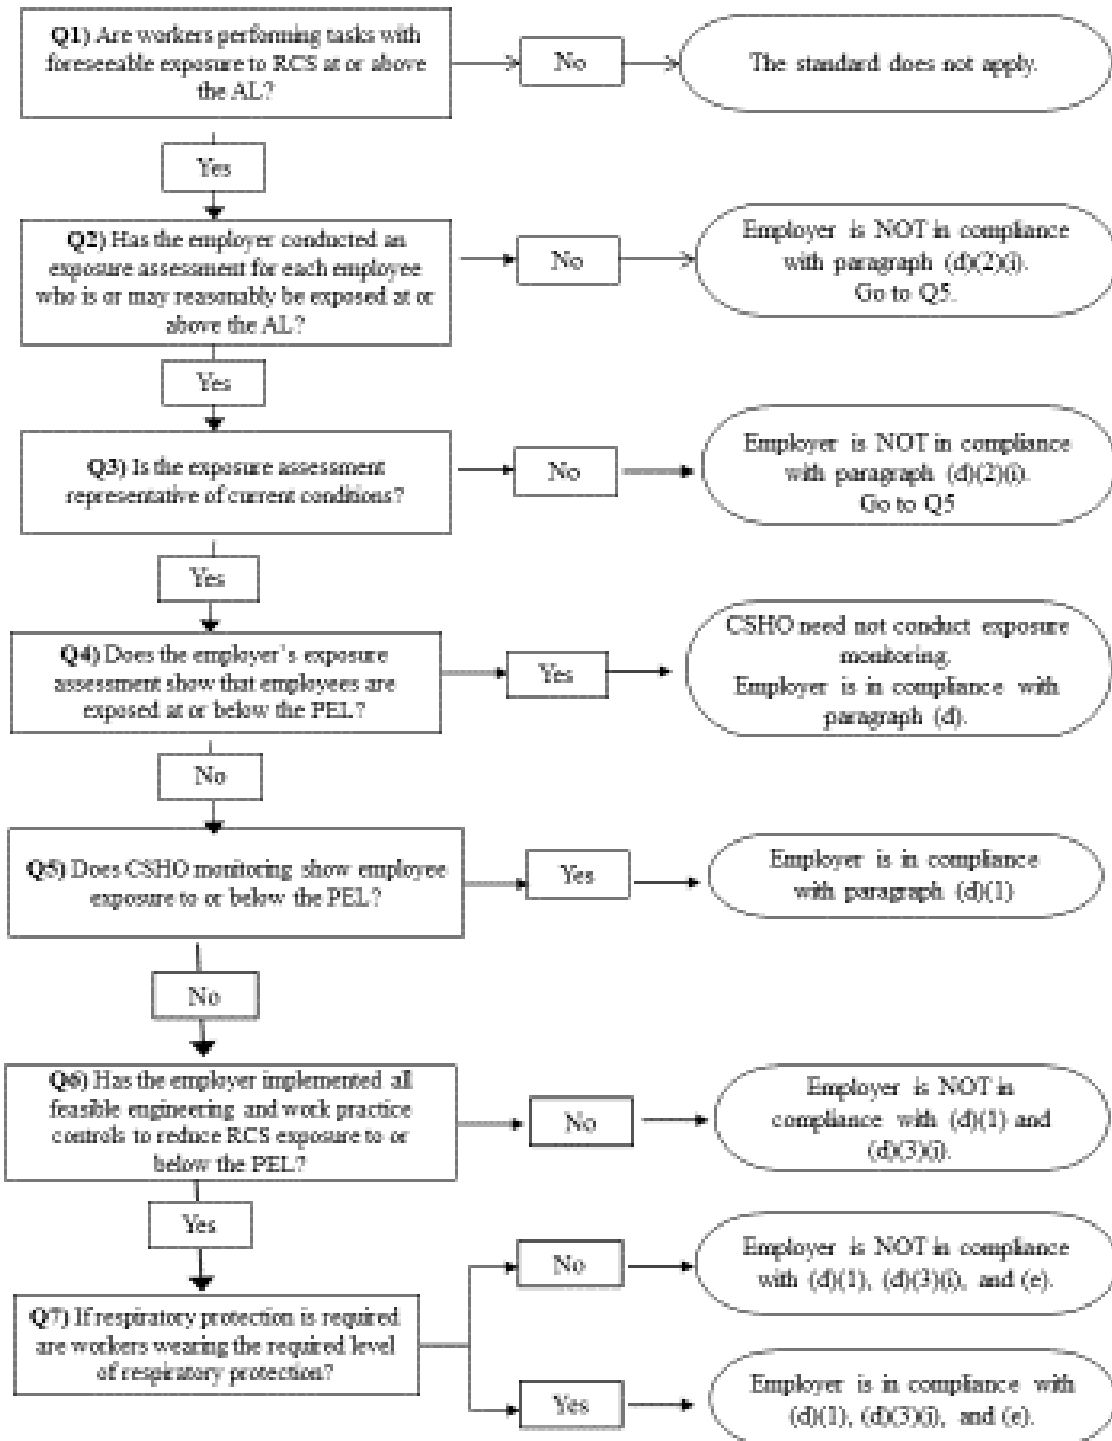 Q1) Are workers performing tasks with
foreseeable exposure to RCS at or above
the AL?
No
The standard does not apply.
Yes
Q2) Has the employer conducted an
exposure assessment for each employee
who is or may reasonably be exposed at or
above the AL?
No
Employer is NOT in compliance
with paragraph (d)(2)(i).
Go to Q5.
Yes
Q3) Is the exposure assessment
representative of current conditions?
No
Employer is NOT in compliance
with paragraph (d)(2)(i).
Go to Q5
Yes
Q4) Does the employer's exposure
assessment show that employees are
exposed at or below the PEL?
Yes
CSHO need not conduct exposure
monitoring.
Employer is in compliance with
paragraph (d).
No
Q5) Does CSHO monitoring show employee
exposure to or below the PEL?
Yes
Employer is in compliance
with paragraph (d)(1)
No
Q6) Has the employer implemented all
feasible engineering and work practice
controls to reduce RCS exposure to or
below the PEL?
No
Employer is NOT in
compliance with (d)(1) and
(d)(3)(i).
Yes
Q7) If respiratory protection is required
are workers wearing the required level
of respiratory protection?
No
Employer is NOT in compliance
with (d)(1), (d)(3)(i), and (e).
Yes
Employer is in compliance with
(d)(1), (d)(3)(i), and (e).